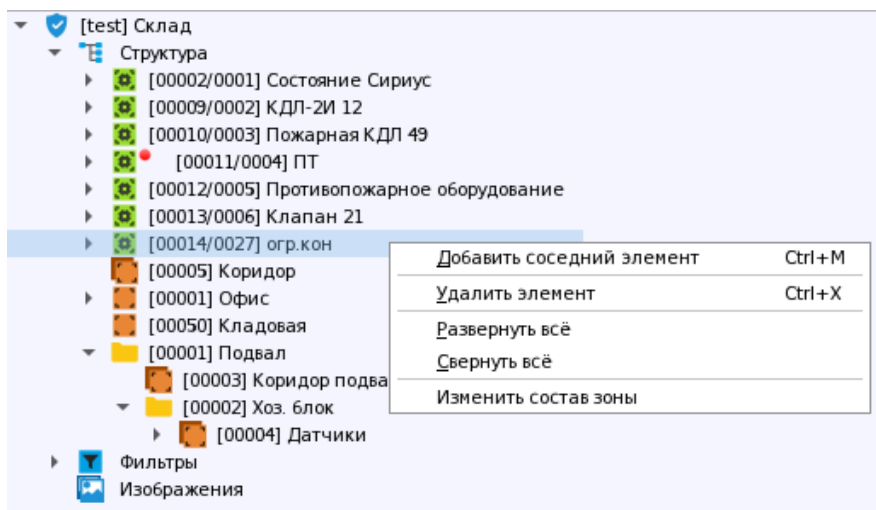 [test] Склад
Структура
[00002/0001] Состояние Сириус
[00009/0002] КДЛ-2И 12
[00010/0003] Пожарная КДЛ 49
[00011/0004] ПТ
[00012/0005] Противопожарное оборудование
[00013/0006] Клапан 21
[00014/0027] огр.кон
[00005] Коридор
[00001] Офис
[00050] Кладовая
[00001] Подвал
[00003] Коридор подва
[00002] Хоз. блок
[00004] Датчики
Фильтры
Изображения
Добавить соседний элемент Ctrl+M
Удалить элемент Ctrl+X
Развернуть всё
Свернуть всё
Изменить состав зоны